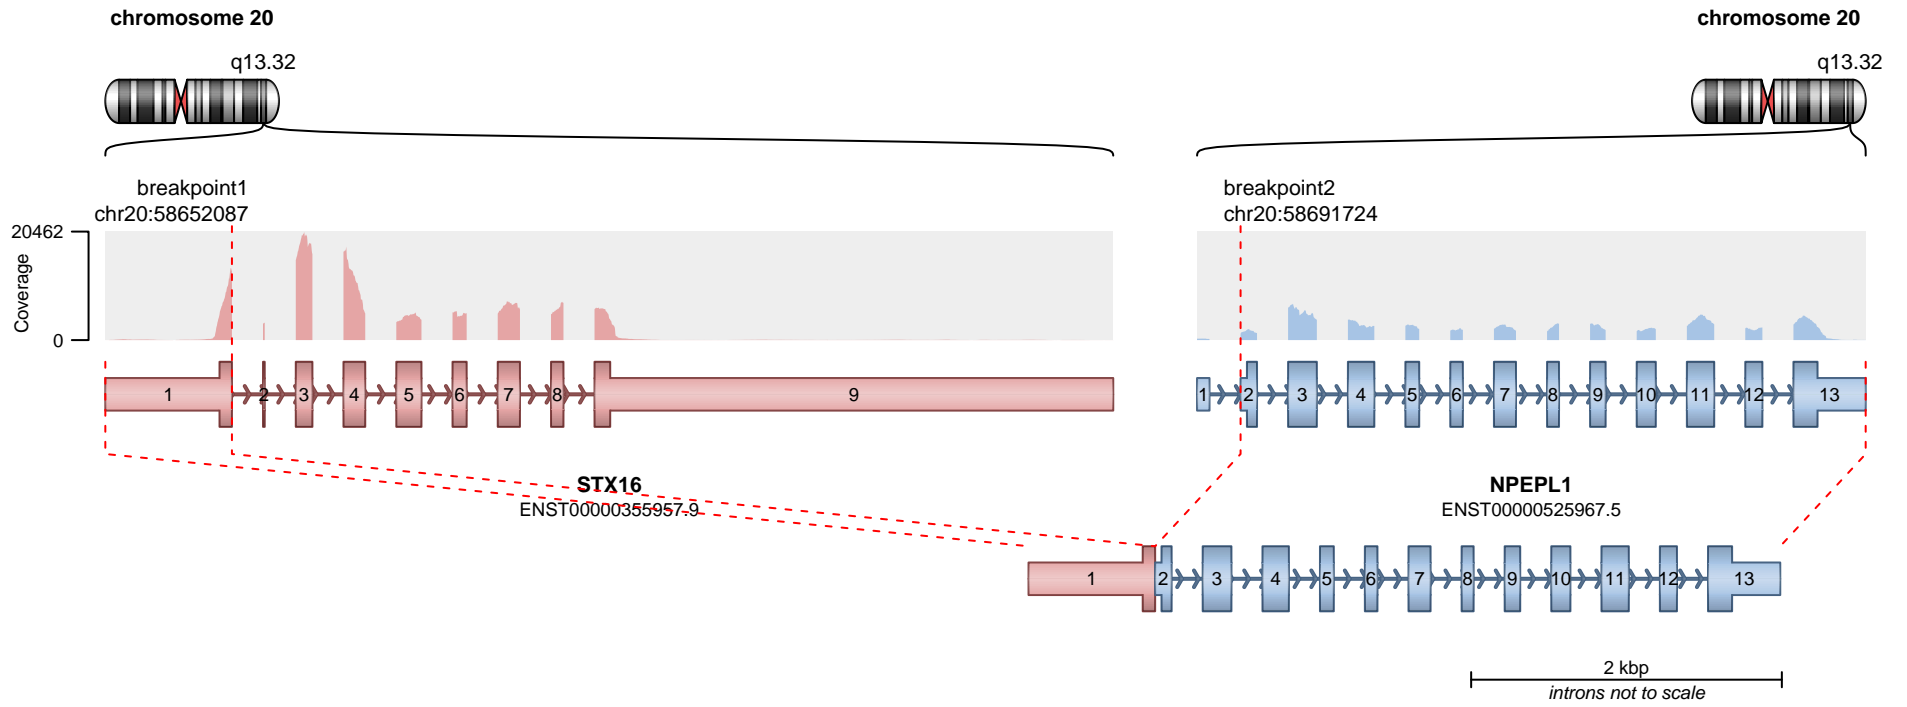 chromosome 20
chromosome 20
q13.32
q13.32
breakpoint1
chr20:58652087
breakpoint2
chr20:58691724
20462
0
Coverage
1 2 3 4 5 6 7 8 9
1 2 3 4 5 6 7 8 9 10 11 12 13
STX16
ENST00000355957.9
NPEPL1
ENST00000525967.5
1 2 3 4 5 6 7 8 9 10 11 12 13
2 kbp
introns not to scale